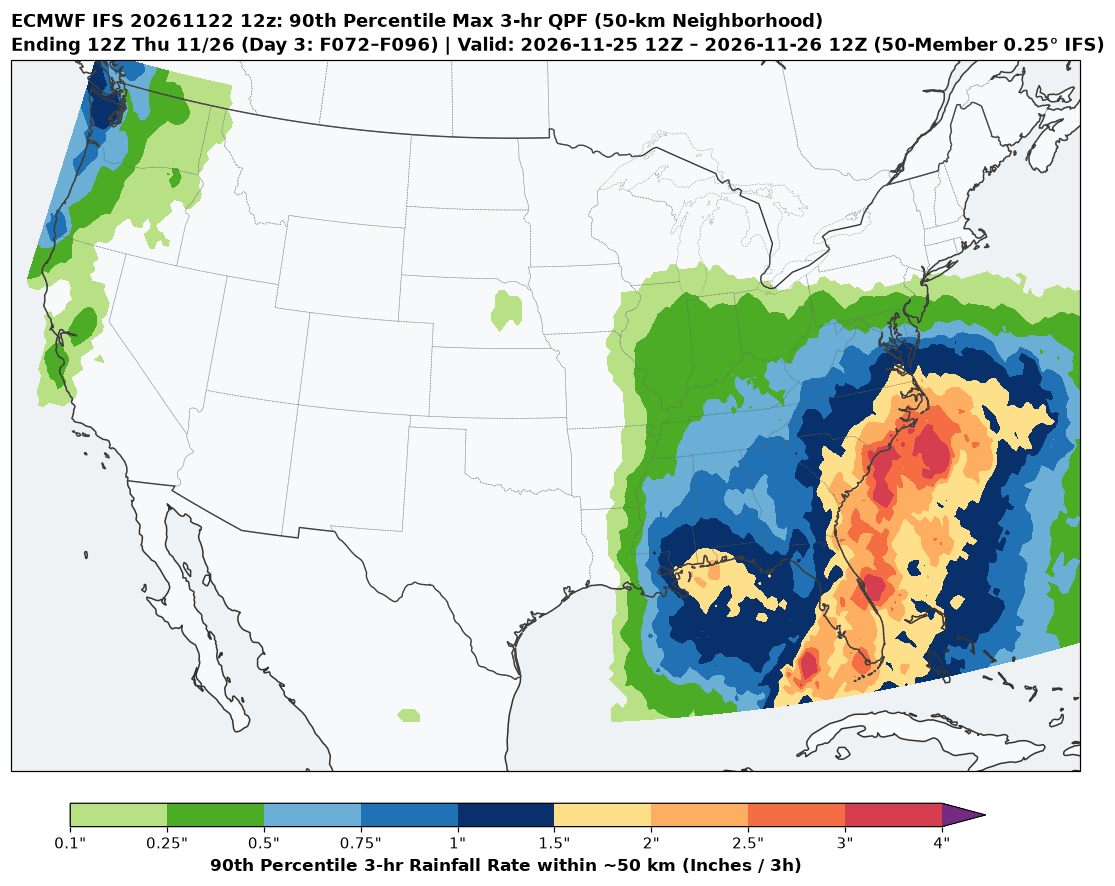 ECMWF IFS 20261122 12z: 90th Percentile Max 3-hr QPF (50-km Neighborhood)
Ending 12Z Thu 11/26 (Day 3: F072–F096) | Valid: 2026-11-25 12Z – 2026-11-26 12Z (50-Member 0.25° IFS)
0.1" 0.25" 0.5" 0.75" 1" 1.5" 2" 2.5" 3" 4"
90th Percentile 3-hr Rainfall Rate within ~50 km (Inches / 3h)